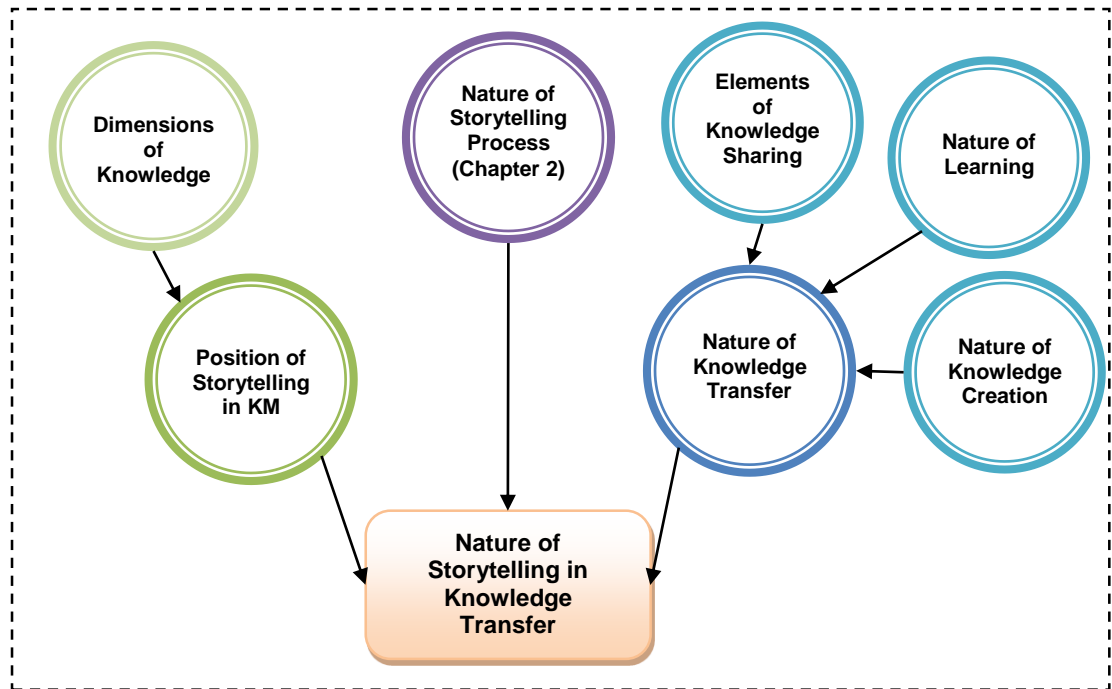 Dimensions
of
Knowledge
Nature of
Storytelling
Process
(Chapter 2)
Elements
of
Knowledge
Sharing
Nature of
Learning
Position of
Storytelling
in KM
Nature of
Knowledge
Transfer
Nature of
Knowledge
Creation
Nature of
Storytelling in
Knowledge
Transfer